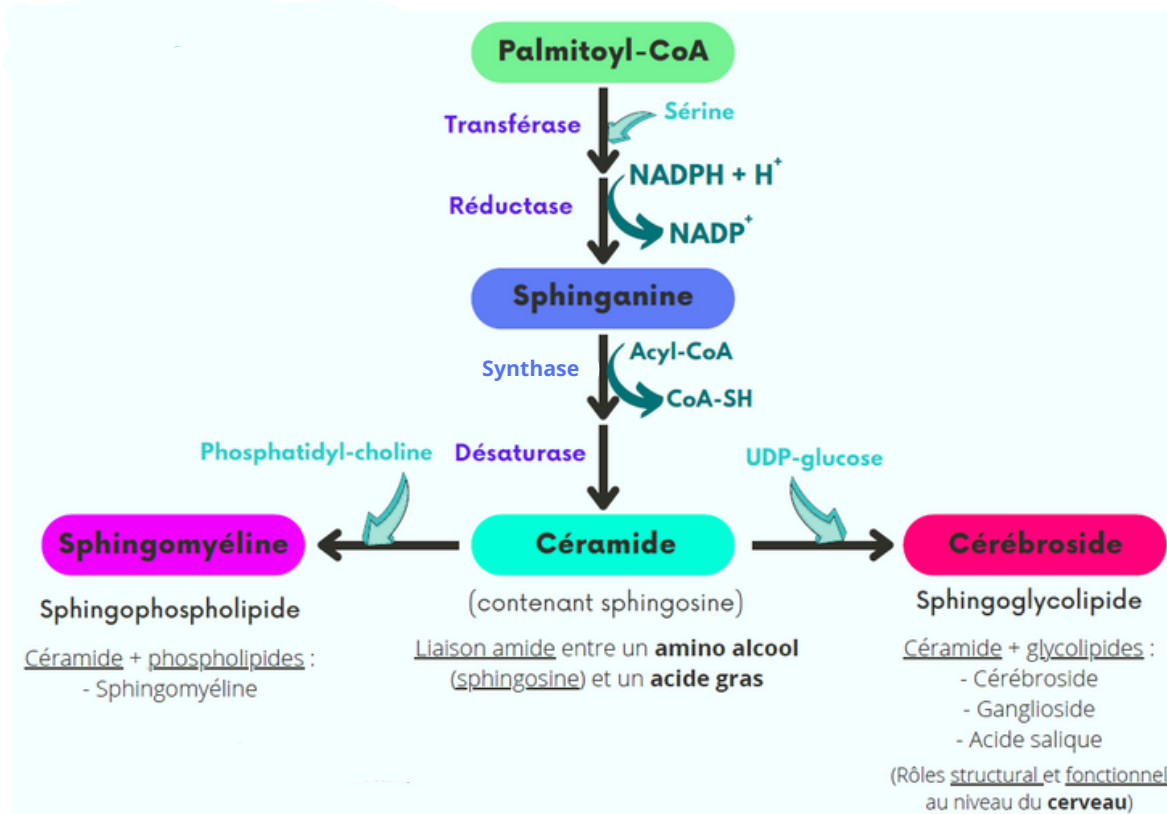 Palmitoyl-CoA
Transférase
Sérine
NADPH + H⁺
Réductase
NADP⁺
Sphinganine
Acyl-CoA
Synthase
CoA-SH
Phosphatidyl-choline
Désaturase
UDP-glucose
Sphingomyéline
Céramide
Cérébroside
Sphingophospholipide
(contenant sphingosine)
Sphingoglycolipide
Céramide + phospholipides :
- Sphingomyéline
Liaison amide entre un amino alcool
(sphingosine) et un acide gras
Céramide + glycolipides :
- Cérébroside
- Ganglioside
- Acide salique
(Rôles structural et fonctionnel
au niveau du cerveau)